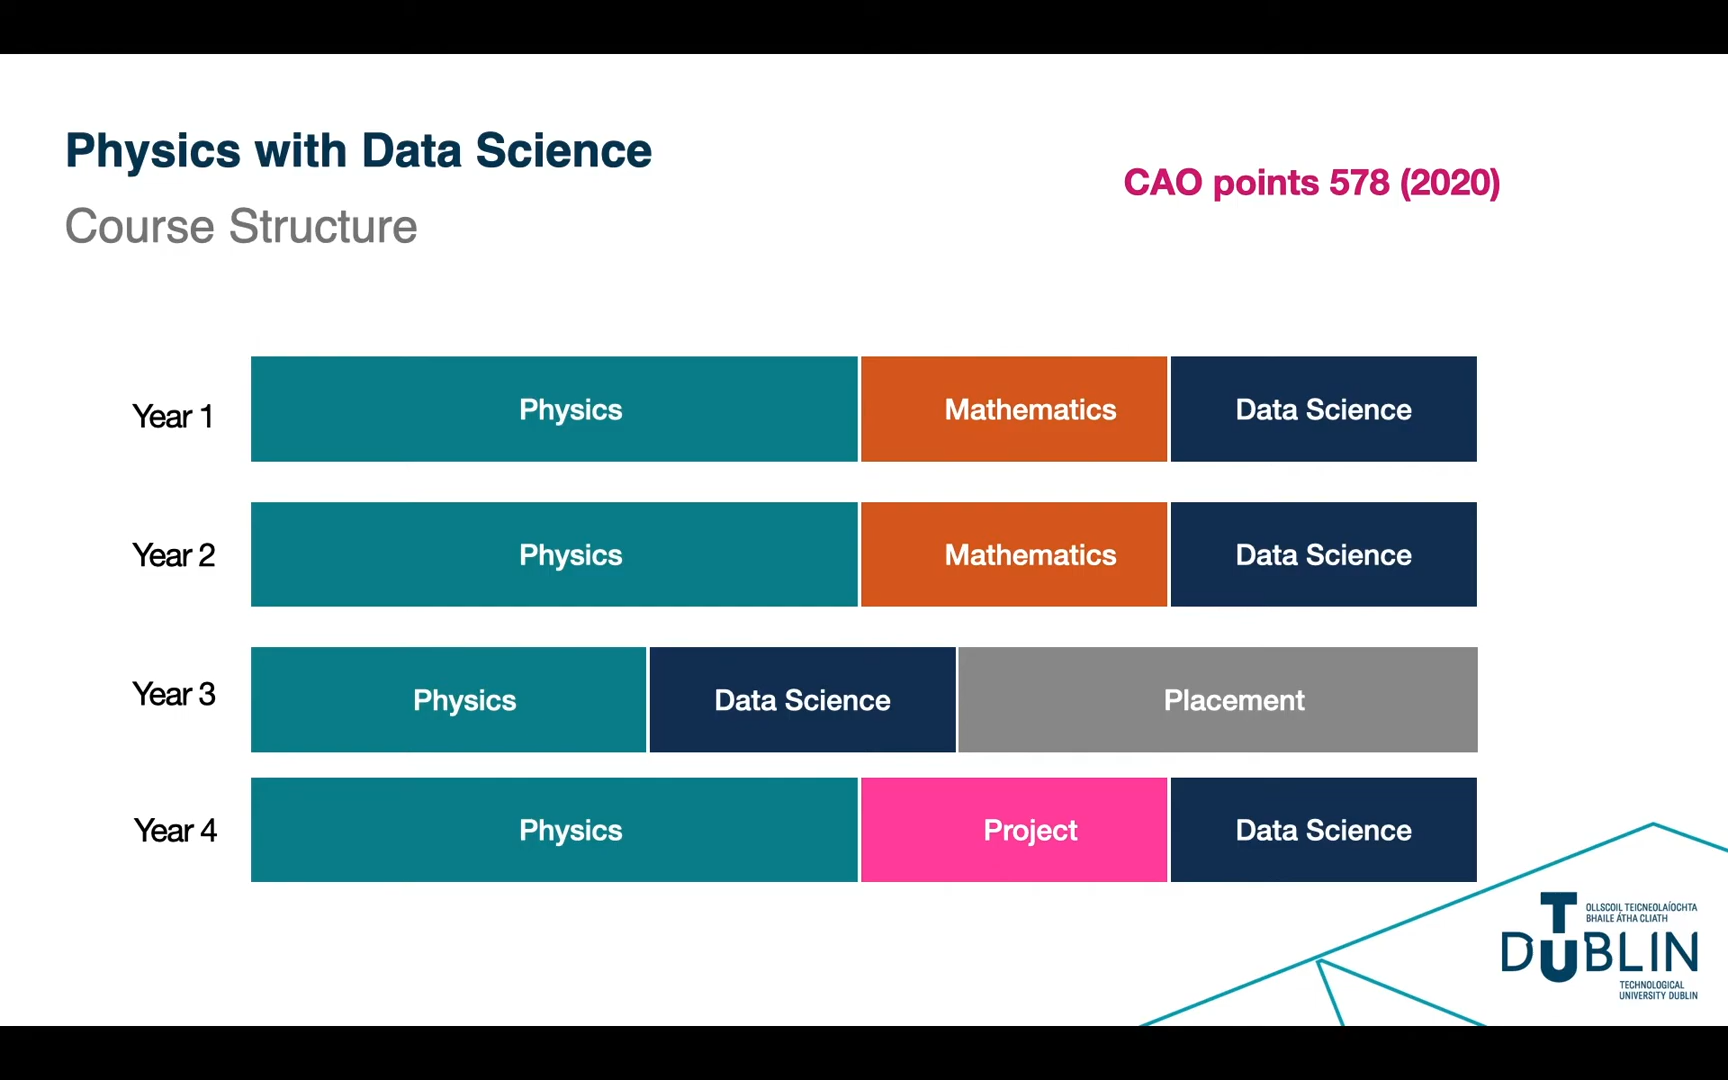 Physics with Data Science
Course Structure
CAO points 578 (2020)
Year 1
Physics
Mathematics
Data Science
Year 2
Physics
Mathematics
Data Science
Year 3
Physics
Data Science
Placement
Year 4
Physics
Project
Data Science
OLLSCOIL TEICNEOLAÍOCHTA
BHAILE ÁTHA CLIATH
TU DUBLIN
TECHNOLOGICAL
UNIVERSITY DUBLIN